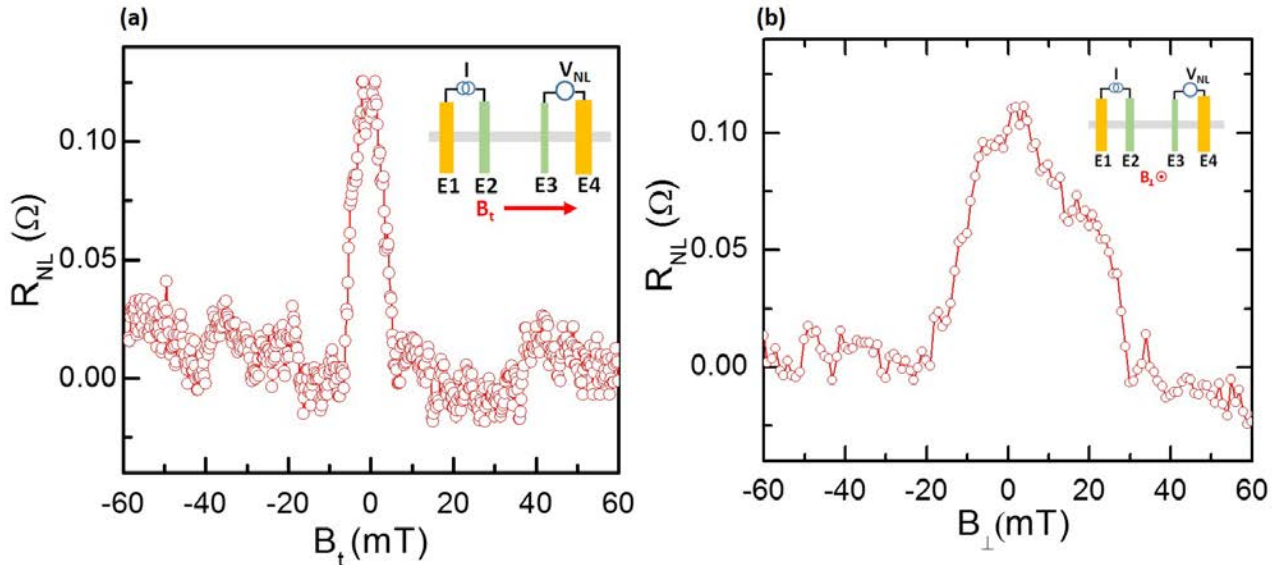 (a)
I
V_NL
E1 E2 E3 E4
B_t
0.10
0.05
0.00
R_NL (Ω)
-60 -40 -20 0 20 40 60
B_t (mT)
(b)
I
V_NL
E1 E2 E3 E4
B_⊥
0.10
0.05
0.00
R_NL (Ω)
-60 -40 -20 0 20 40 60
B_⊥ (mT)